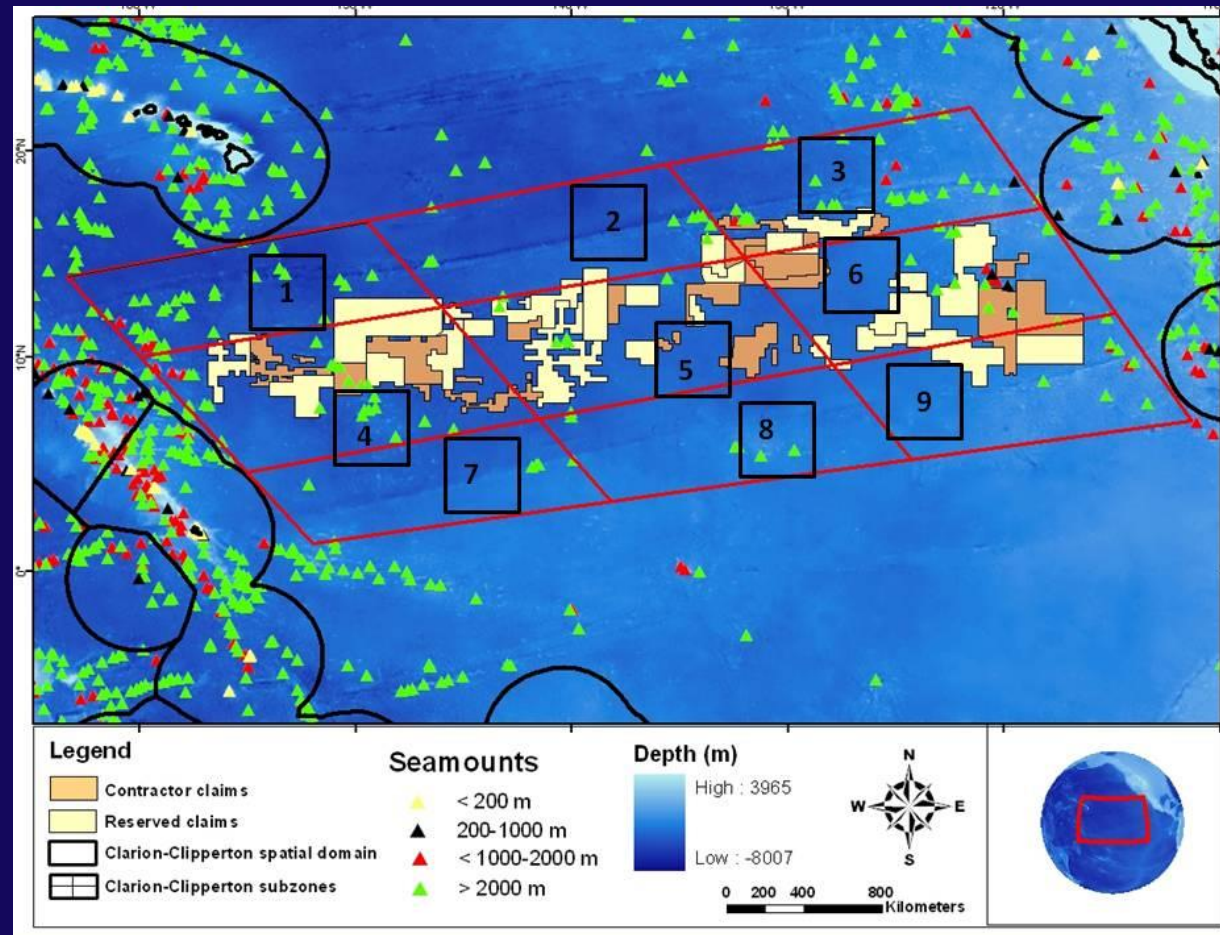 20°N
10°N
0°
1
2
3
4
5
6
7
8
9
Legend
Contractor claims
Reserved claims
Clarion-Clipperton spatial domain
Clarion-Clipperton subzones
Seamounts
< 200 m
200-1000 m
< 1000-2000 m
> 2000 m
Depth (m)
High : 3965
Low : -8007
N
W
E
S
0 200 400 800
Kilometers